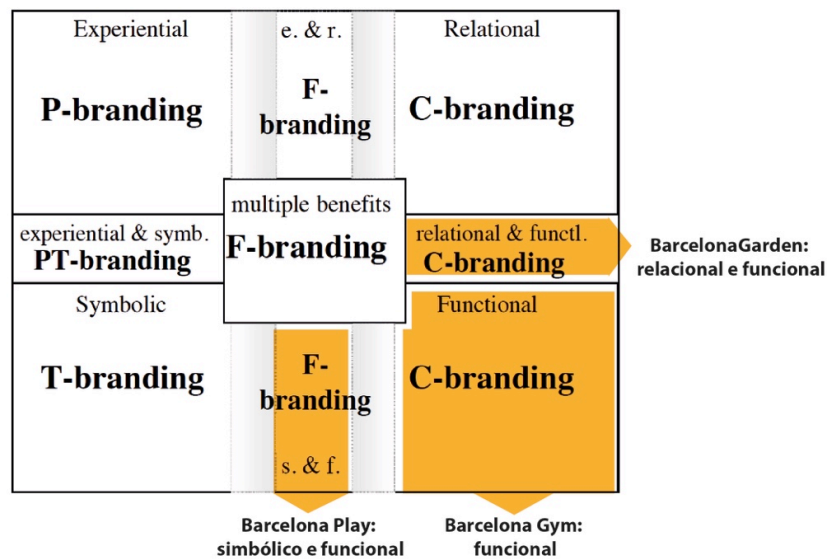 Experiential
e. & r.
Relational
P-branding
F-
branding
C-branding
multiple benefits
F-branding
experiential & symb.
PT-branding
relational & functl.
C-branding
BarcelonaGarden:
relacional e funcional
Symbolic
Functional
T-branding
F-
branding
C-branding
s. & f.
Barcelona Play:
simbólico e funcional
Barcelona Gym:
funcional